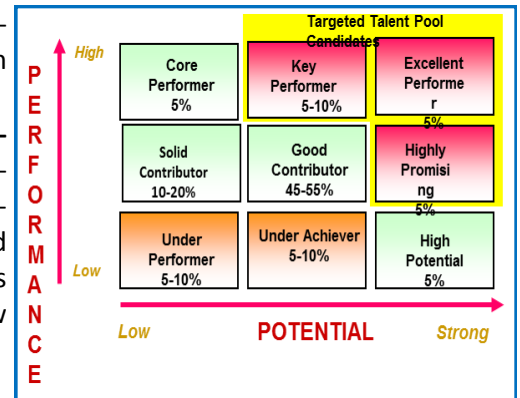 Targeted Talent Pool
Candidates
High
PERFORMANCE
Core
Performer
5%
Key
Performer
5-10%
Excellent
Performe
r
5%
Solid
Contributor
10-20%
Good
Contributor
45-55%
Highly
Promisi
ng
5%
Low
Under
Performer
5-10%
Under Achiever
5-10%
High
Potential
5%
Low
POTENTIAL
Strong